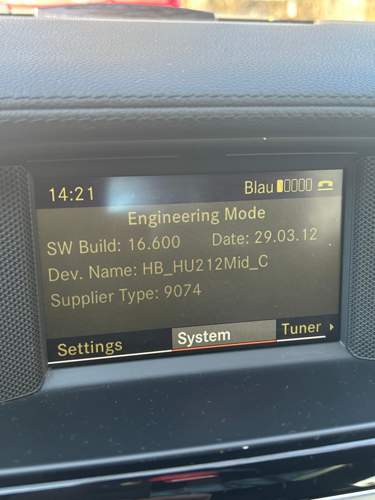 14:21 Blau
Engineering Mode
SW Build: 16.600 Date: 29.03.12
Dev. Name: HB_HU212Mid_C
Supplier Type: 9074
Settings System Tuner